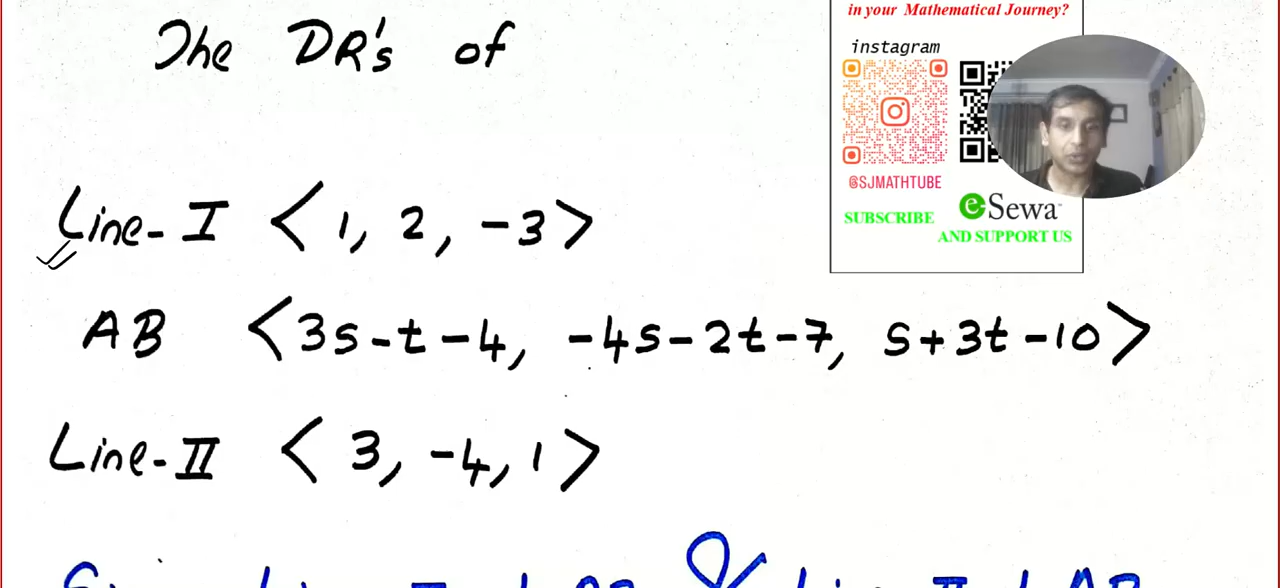 in your Mathematical Journey?
The DR's of
instagram
@SJMATHTUBE
SUBSCRIBE
eSewa
AND SUPPORT US
Line-I < 1, 2, -3 >
AB < 3s-t-4, -4s-2t-7, s+3t-10 >
Line-II < 3, -4, 1 >